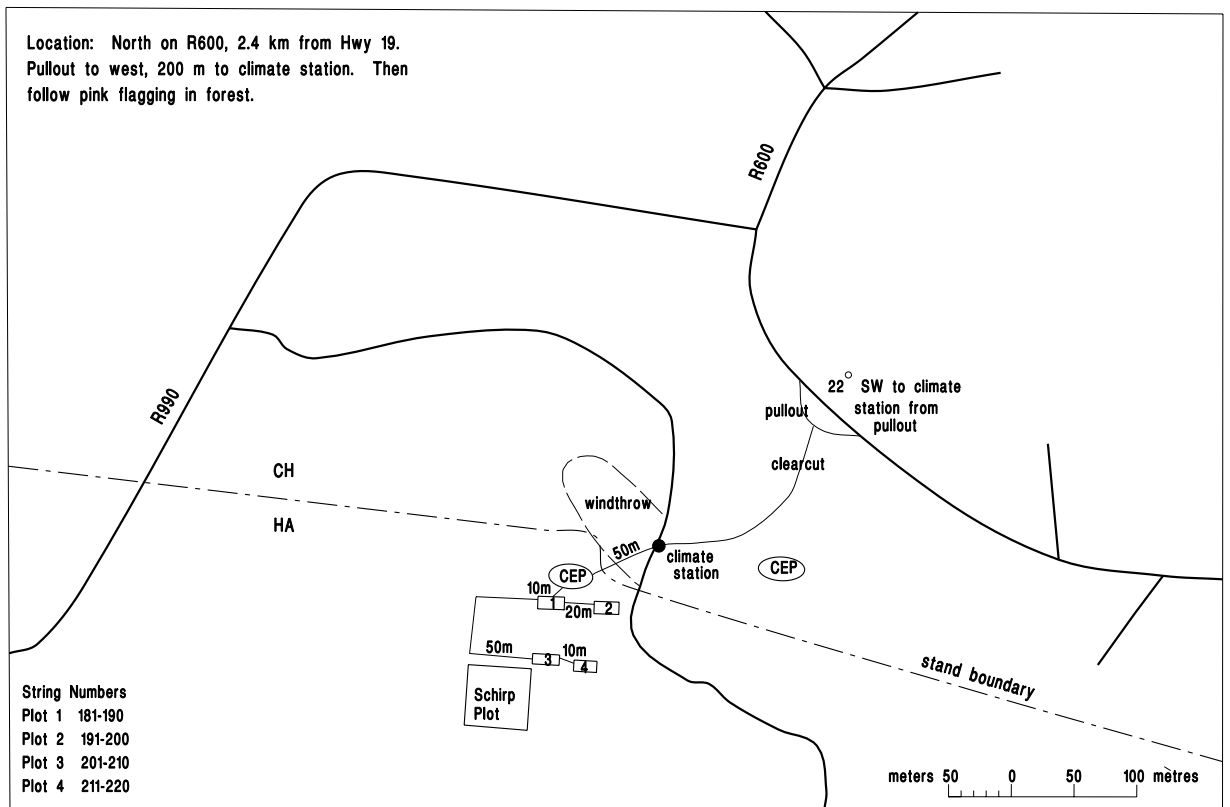 Location: North on R600, 2.4 km from Hwy 19.
Pullout to west, 200 m to climate station. Then
follow pink flagging in forest.
R600
R990
22° SW to climate
station from
pullout
pullout
clearcut
CH
HA
windthrow
50m
climate
station
CEP
CEP
10m
1
20m
2
50m
3
10m
4
Schirp
Plot
stand boundary
String Numbers
Plot 1 181-190
Plot 2 191-200
Plot 3 201-210
Plot 4 211-220
meters 50 0 50 100 metres